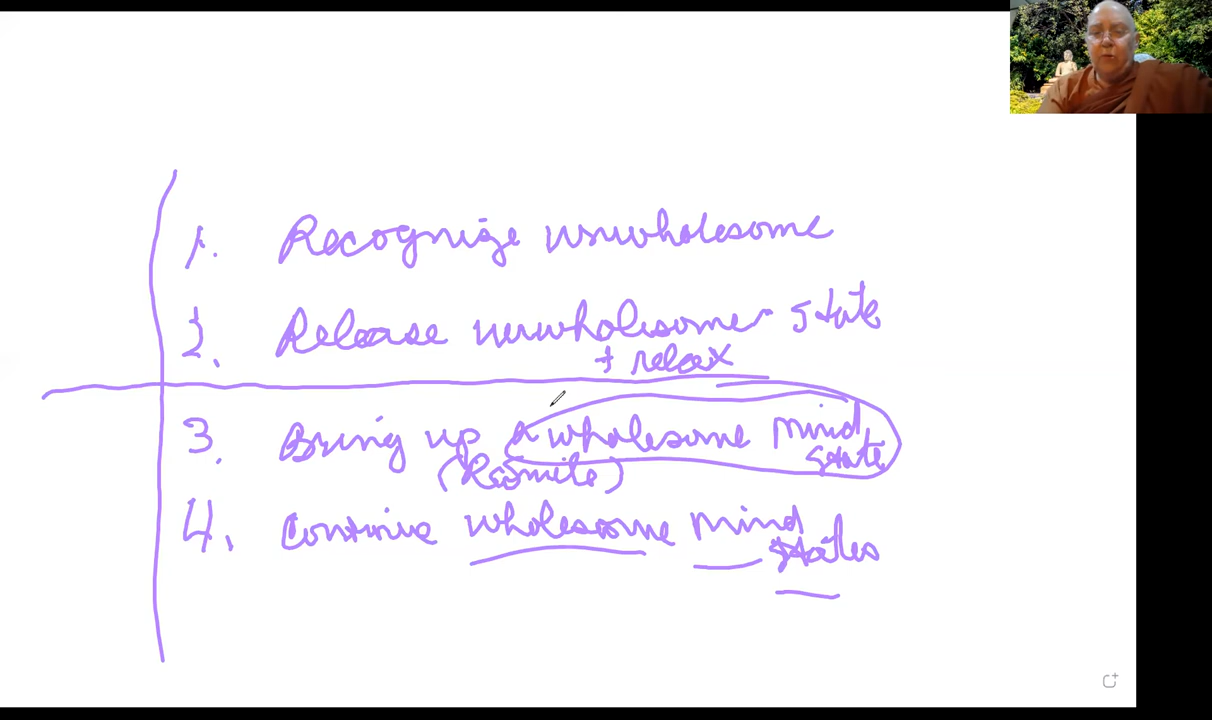 1. Recognize unwholesome
2. Release unwholesome state
+ relax
3. Bring up a wholesome mind state
(Resmile)
4. Continue wholesome mind states